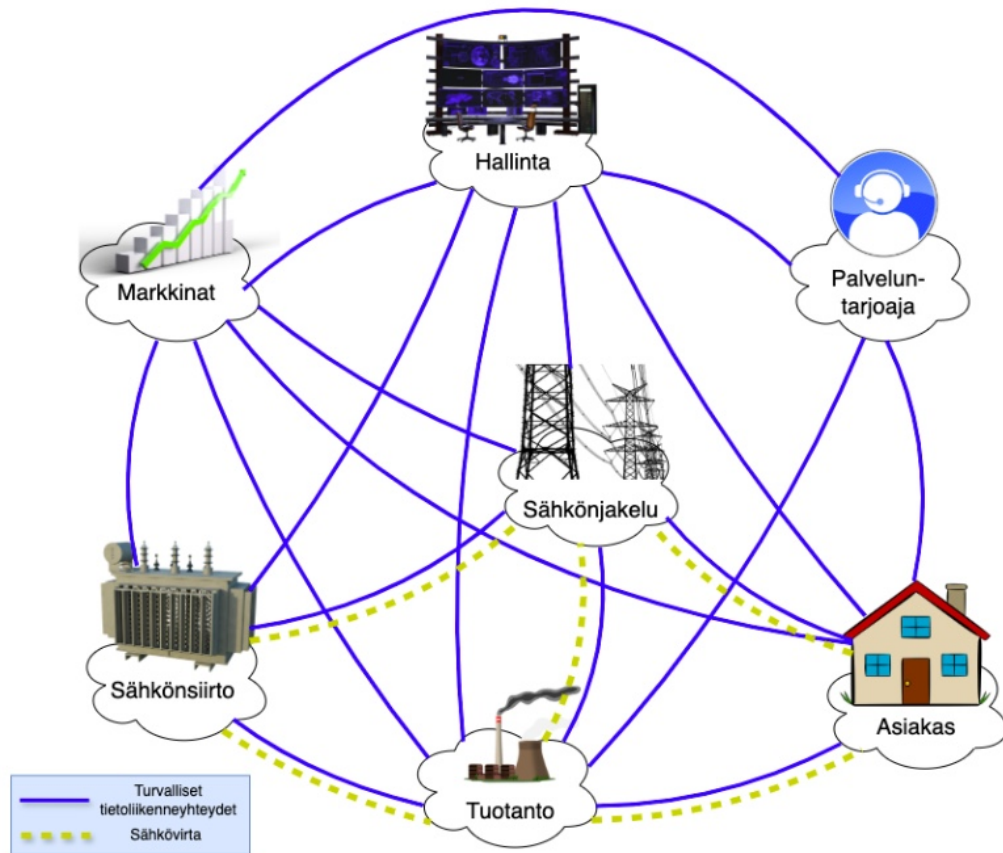 Hallinta
Markkinat
Palvelun-
tarjoaja
Sähkönjakelu
Sähkönsiirto
Asiakas
Tuotanto
Turvalliset
tietoliikenneyhteydet
Sähkövirta